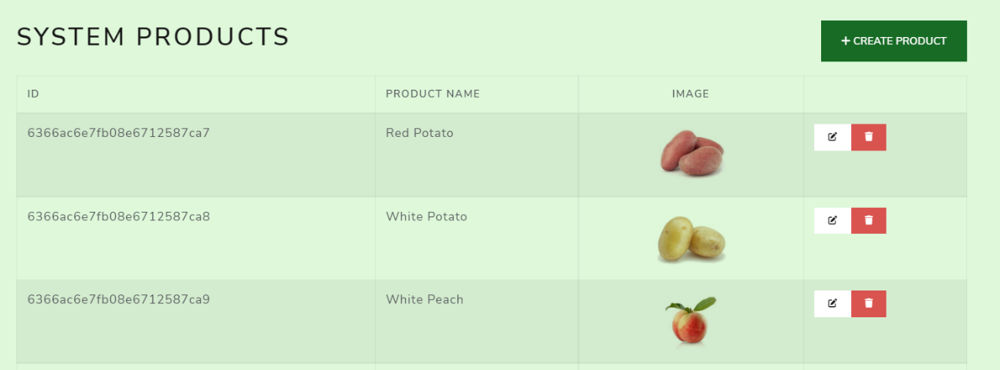 SYSTEM PRODUCTS
+ CREATE PRODUCT
ID PRODUCT NAME IMAGE
6366ac6e7fb08e6712587ca7 Red Potato
6366ac6e7fb08e6712587ca8 White Potato
6366ac6e7fb08e6712587ca9 White Peach